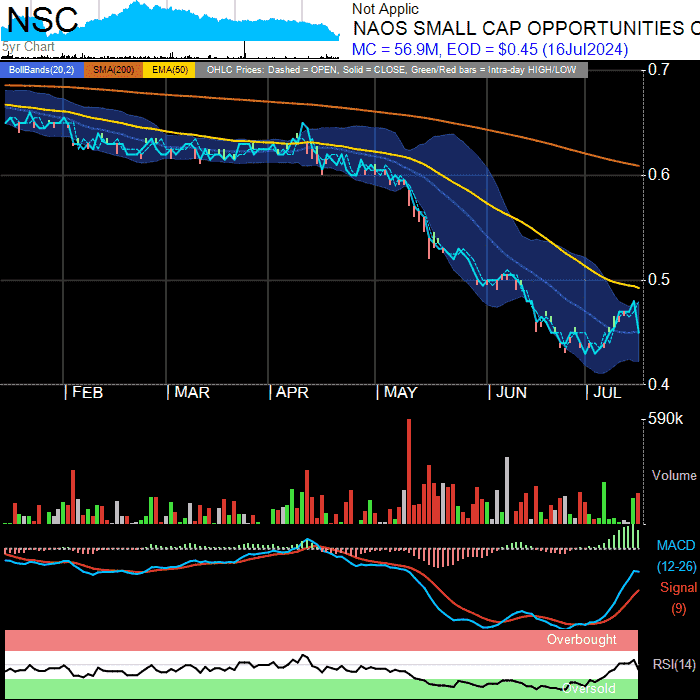 NSC
5yr Chart
Not Applic
NAOS SMALL CAP OPPORTUNITIES C
MC = 56.9M, EOD = $0.45 (16Jul2024)
BollBands(20,2) SMA(200) EMA(50) OHLC Prices: Dashed = OPEN, Solid = CLOSE, Green/Red bars = Intra-day HIGH/LOW
0.7
0.6
0.5
0.4
| FEB | MAR | APR | MAY | JUN | JUL
590k
Volume
MACD
(12-26)
Signal
(9)
Overbought
RSI(14)
Oversold